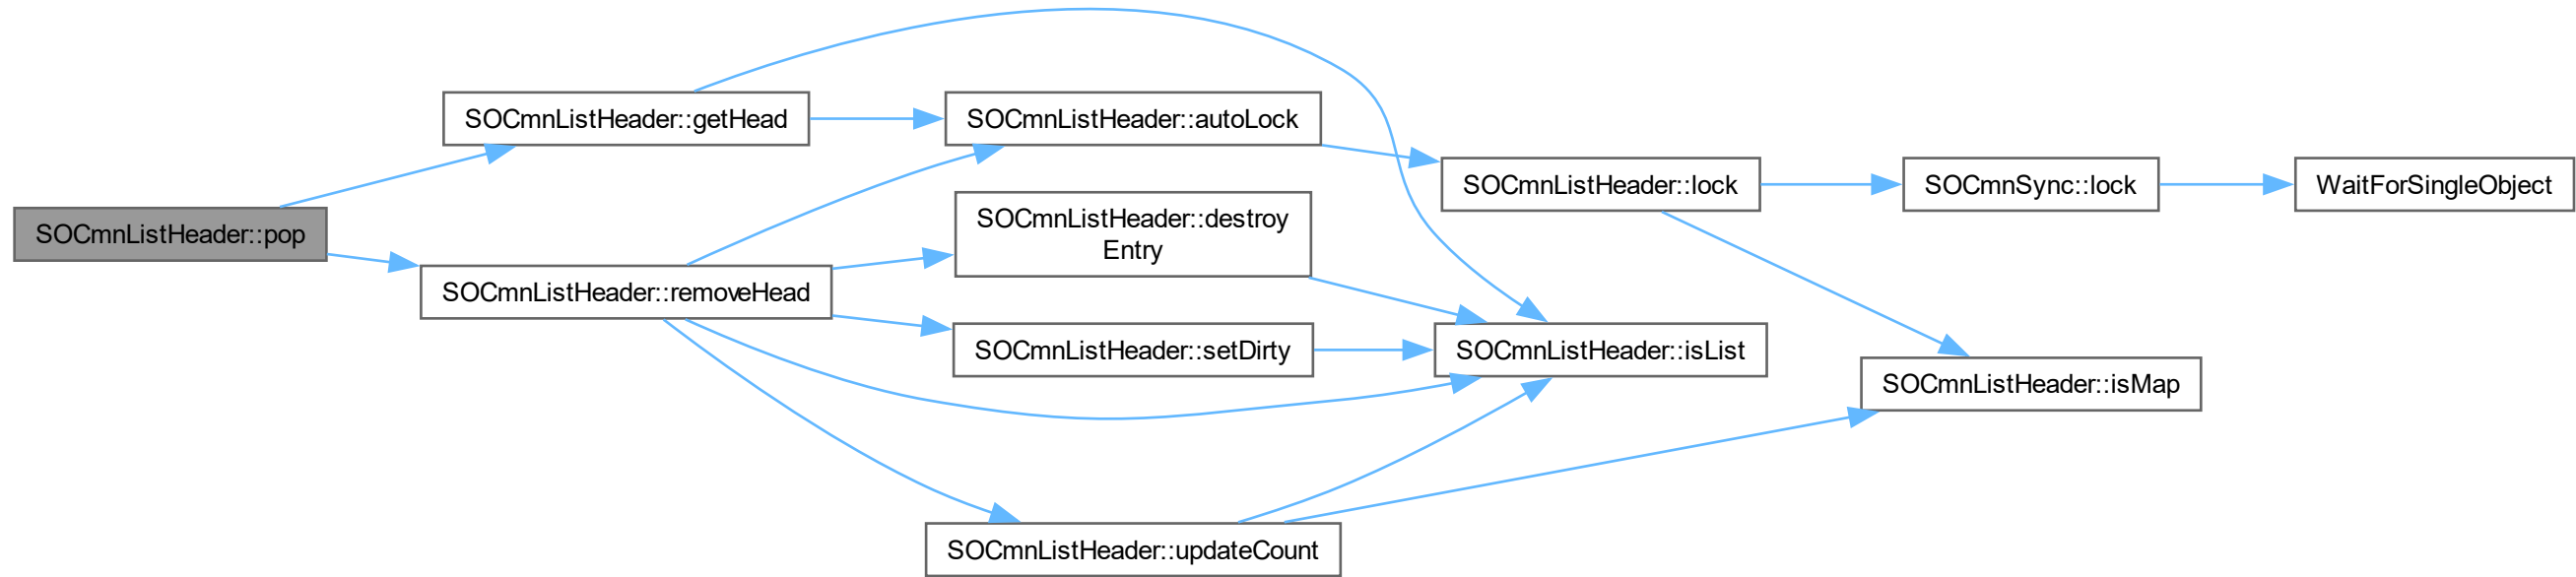 SOCmnListHeader::pop
SOCmnListHeader::getHead
SOCmnListHeader::removeHead
SOCmnListHeader::autoLock
SOCmnListHeader::destroy
Entry
SOCmnListHeader::setDirty
SOCmnListHeader::updateCount
SOCmnListHeader::lock
SOCmnListHeader::isList
SOCmnSync::lock
SOCmnListHeader::isMap
WaitForSingleObject